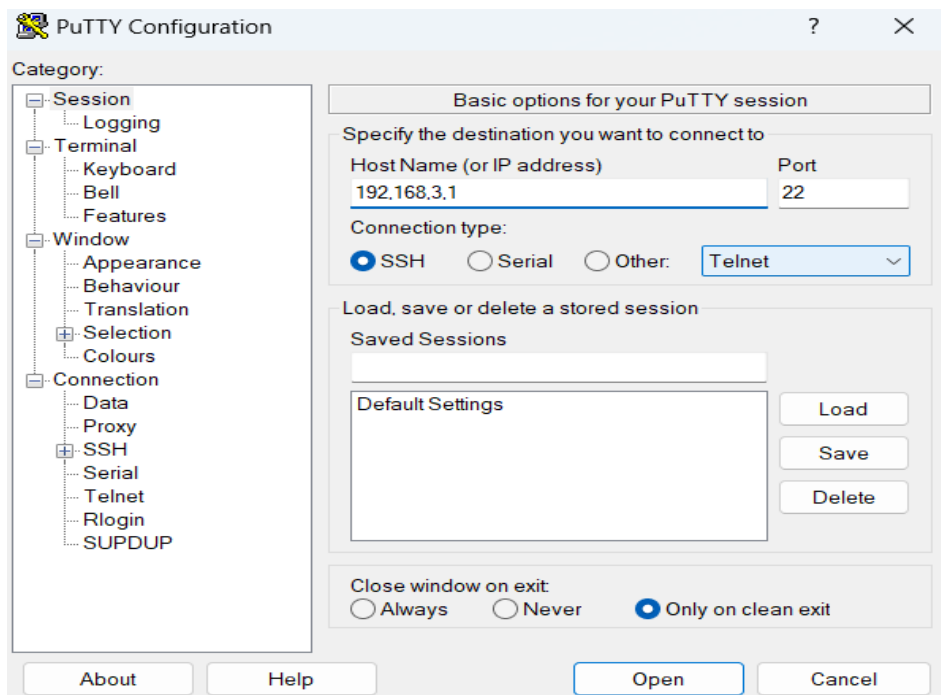 PuTTY Configuration
?
Category:
Session
Logging
Terminal
Keyboard
Bell
Features
Window
Appearance
Behaviour
Translation
Selection
Colours
Connection
Data
Proxy
SSH
Serial
Telnet
Rlogin
SUPDUP
Basic options for your PuTTY session
Specify the destination you want to connect to
Host Name (or IP address) Port
192,168,3,1 22
Connection type:
SSH Serial Other: Telnet
Load, save or delete a stored session
Saved Sessions
Default Settings
Load
Save
Delete
Close window on exit:
Always Never Only on clean exit
About Help Open Cancel